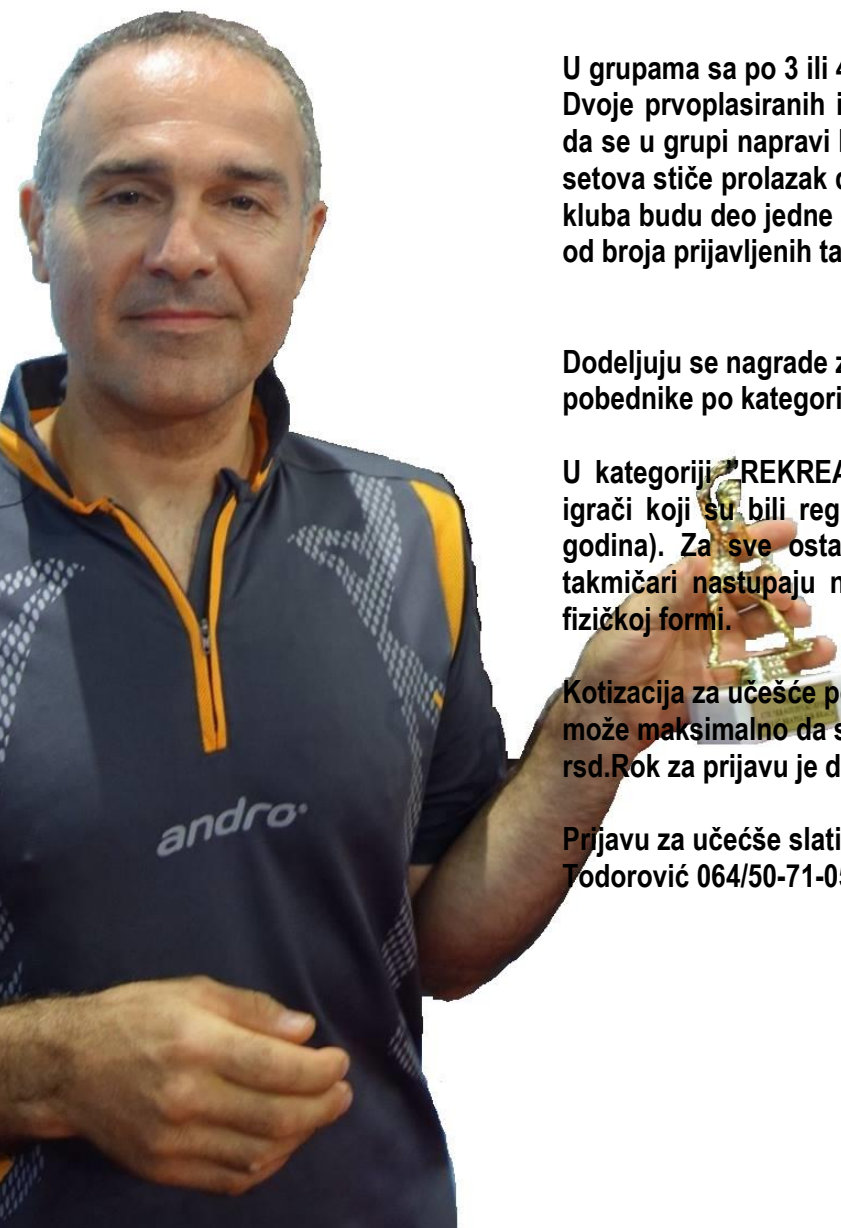 U grupama sa po 3 ili 4
Dvoje prvoplasiranih i
da se u grupi napravi
setova stiče prolazak
kluba budu deo jedne
od broja prijavljenih ta
Dodeljuju se nagrade z
pobednike po kategori
U kategoriji "REKREA
igrači koji su bili reg
godina). Za sve osta
takmičari nastupaju n
fizičkoj formi.
Kotizacija za učešće po
može maksimalno da s
rsd.Rok za prijavu je d
Prijavu za učećše slati
Todorović 064/50-71-05
andro